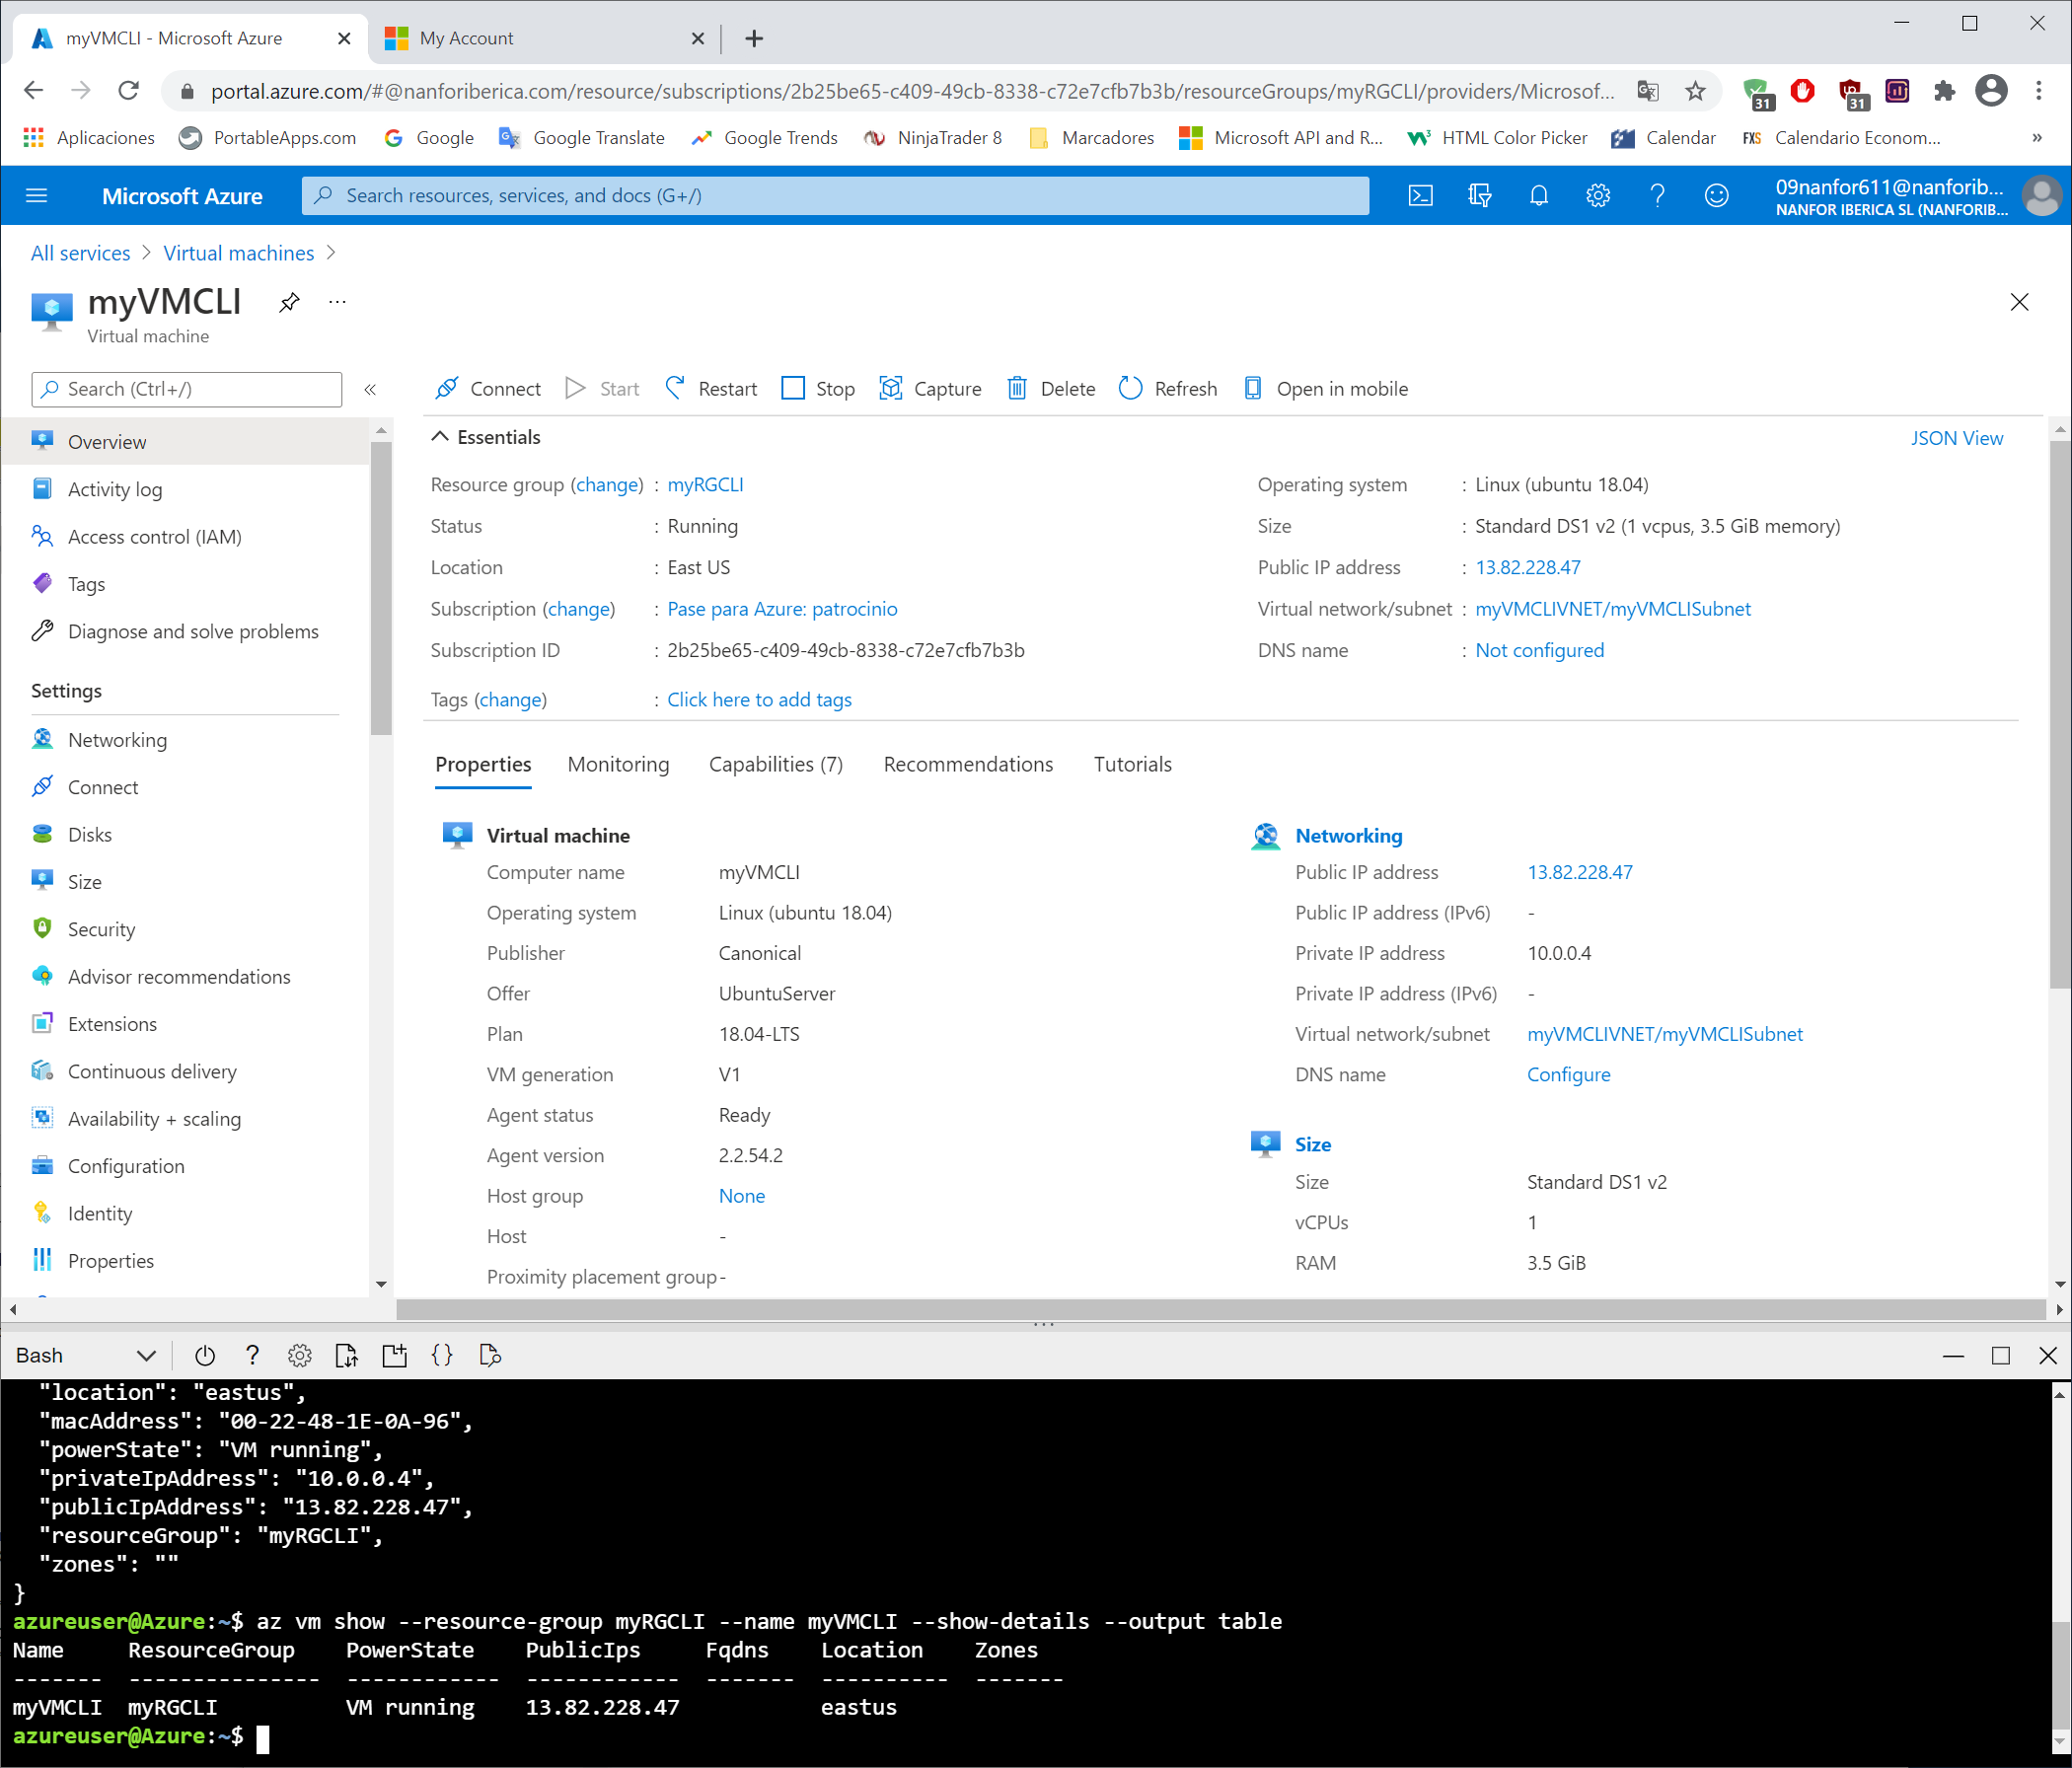 myVMCLI - Microsoft Azure
My Account
portal.azure.com/#@nanforiberica.com/resource/subscriptions/2b25be65-c409-49cb-8338-c72e7cfb7b3b/resourceGroups/myRGCLI/providers/Microsof...
31
31
Aplicaciones PortableApps.com Google Google Translate Google Trends NinjaTrader 8 Marcadores Microsoft API and R... HTML Color Picker Calendar FXS Calendario Econom... »
Microsoft Azure
Search resources, services, and docs (G+/)
09nanfor611@nanforib...
NANFOR IBERICA SL (NANFORIB...
All services > Virtual machines >
myVMCLI ...
Virtual machine
Search (Ctrl+/) «
Connect Start Restart Stop Capture Delete Refresh Open in mobile
Overview
Activity log
Access control (IAM)
Tags
Diagnose and solve problems
Settings
Networking
Connect
Disks
Size
Security
Advisor recommendations
Extensions
Continuous delivery
Availability + scaling
Configuration
Identity
Properties
Essentials JSON View
Resource group (change) : myRGCLI
Status : Running
Location : East US
Subscription (change) : Pase para Azure: patrocinio
Subscription ID : 2b25be65-c409-49cb-8338-c72e7cfb7b3b
Tags (change) : Click here to add tags
Operating system : Linux (ubuntu 18.04)
Size : Standard DS1 v2 (1 vcpus, 3.5 GiB memory)
Public IP address : 13.82.228.47
Virtual network/subnet : myVMCLIVNET/myVMCLISubnet
DNS name : Not configured
Properties Monitoring Capabilities (7) Recommendations Tutorials
Virtual machine
Computer name myVMCLI
Operating system Linux (ubuntu 18.04)
Publisher Canonical
Offer UbuntuServer
Plan 18.04-LTS
VM generation V1
Agent status Ready
Agent version 2.2.54.2
Host group None
Host -
Proximity placement group -
Networking
Public IP address 13.82.228.47
Public IP address (IPv6) -
Private IP address 10.0.0.4
Private IP address (IPv6) -
Virtual network/subnet myVMCLIVNET/myVMCLISubnet
DNS name Configure
Size
Size Standard DS1 v2
vCPUs 1
RAM 3.5 GiB
Bash
"location": "eastus",
"macAddress": "00-22-48-1E-0A-96",
"powerState": "VM running",
"privateIpAddress": "10.0.0.4",
"publicIpAddress": "13.82.228.47",
"resourceGroup": "myRGCLI",
"zones": ""
}
azureuser@Azure:~$ az vm show --resource-group myRGCLI --name myVMCLI --show-details --output table
Name ResourceGroup PowerState PublicIps Fqdns Location Zones
------- --------------- ------------ ------------ ------- ---------- -------
myVMCLI myRGCLI VM running 13.82.228.47 eastus
azureuser@Azure:~$